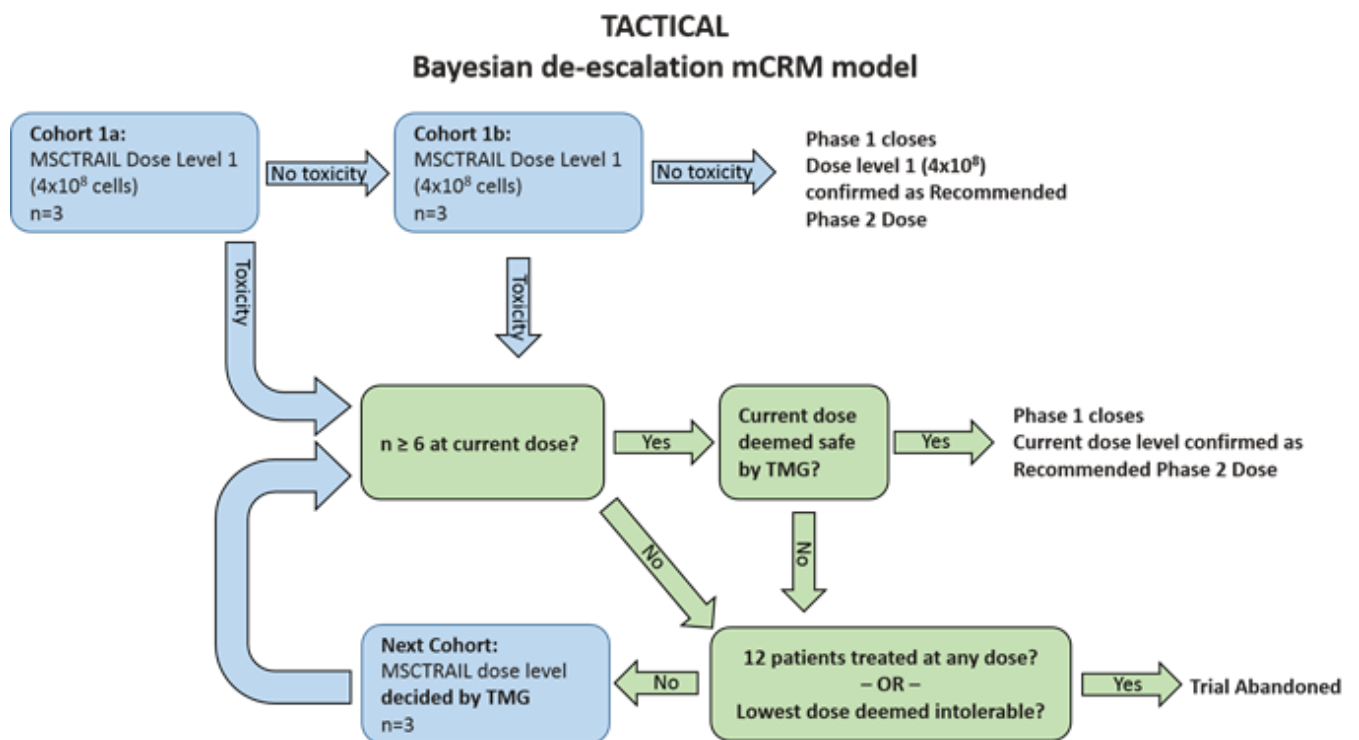 TACTICAL
Bayesian de-escalation mCRM model
Cohort 1a:
MSCTRAIL Dose Level 1
(4x10⁸ cells)
n=3
No toxicity
Cohort 1b:
MSCTRAIL Dose Level 1
(4x10⁸ cells)
n=3
No toxicity
Phase 1 closes
Dose level 1 (4x10⁸)
confirmed as Recommended
Phase 2 Dose
Toxicity
Toxicity
n ≥ 6 at current dose?
Yes
Current dose
deemed safe
by TMG?
Yes
Phase 1 closes
Current dose level confirmed as
Recommended Phase 2 Dose
No
No
Next Cohort:
MSCTRAIL dose level
decided by TMG
n=3
No
12 patients treated at any dose?
– OR –
Lowest dose deemed intolerable?
Yes
Trial Abandoned